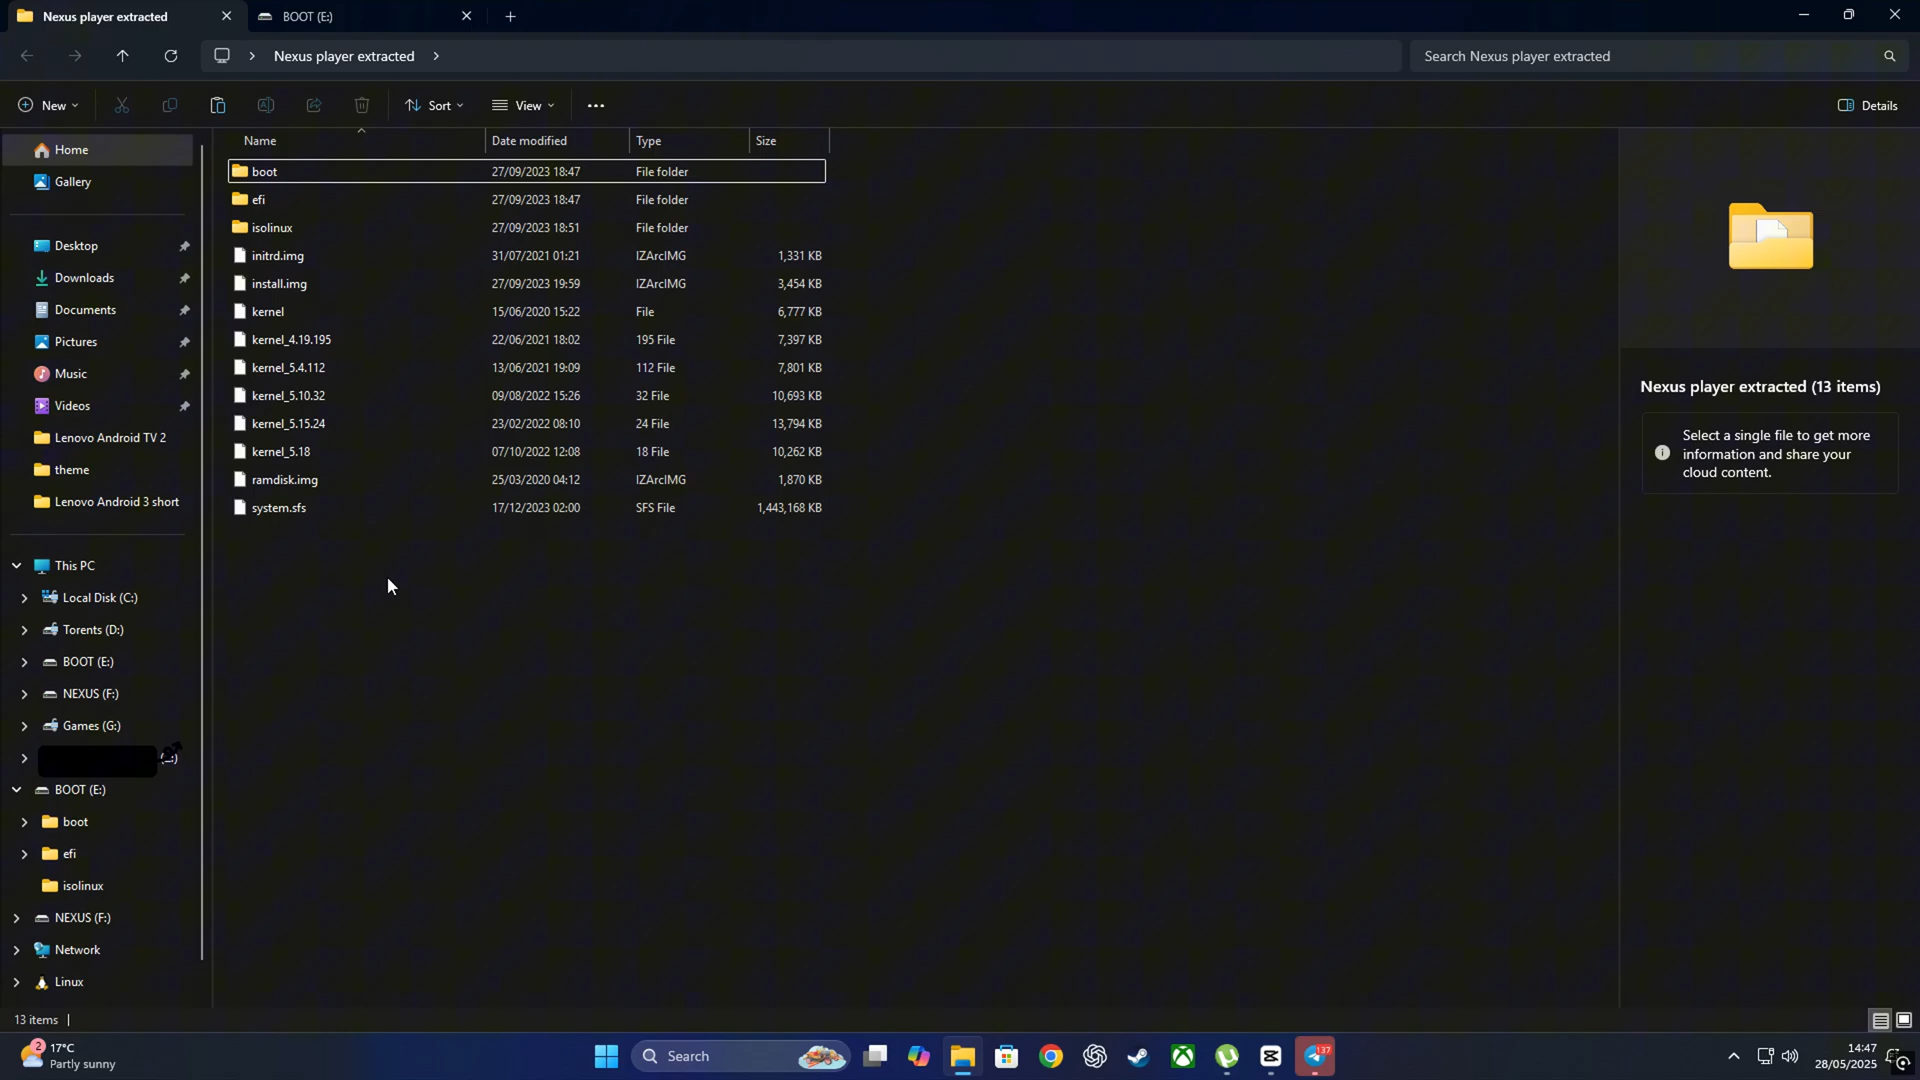 Nexus player extracted
BOOT (E:)
Nexus player extracted
Search Nexus player extracted
New
Sort
View
Details
Name Date modified Type Size
Home
Gallery
Desktop
Downloads
Documents
Pictures
Music
Videos
Lenovo Android TV 2
theme
Lenovo Android 3 short
This PC
Local Disk (C:)
Torents (D:)
BOOT (E:)
NEXUS (F:)
Games (G:)
BOOT (E:)
boot
efi
isolinux
NEXUS (F:)
Network
Linux
boot 27/09/2023 18:47 File folder
efi 27/09/2023 18:47 File folder
isolinux 27/09/2023 18:51 File folder
initrd.img 31/07/2021 01:21 IZArcIMG 1,331 KB
install.img 27/09/2023 19:59 IZArcIMG 3,454 KB
kernel 15/06/2020 15:22 File 6,777 KB
kernel_4.19.195 22/06/2021 18:02 195 File 7,397 KB
kernel_5.4.112 13/06/2021 19:09 112 File 7,801 KB
kernel_5.10.32 09/08/2022 15:26 32 File 10,693 KB
kernel_5.15.24 23/02/2022 08:10 24 File 13,794 KB
kernel_5.18 07/10/2022 12:08 18 File 10,262 KB
ramdisk.img 25/03/2020 04:12 IZArcIMG 1,870 KB
system.sfs 17/12/2023 02:00 SFS File 1,443,168 KB
Nexus player extracted (13 items)
Select a single file to get more
information and share your
cloud content.
13 items
2
17°C
Partly sunny
Search
137
14:47
28/05/2025